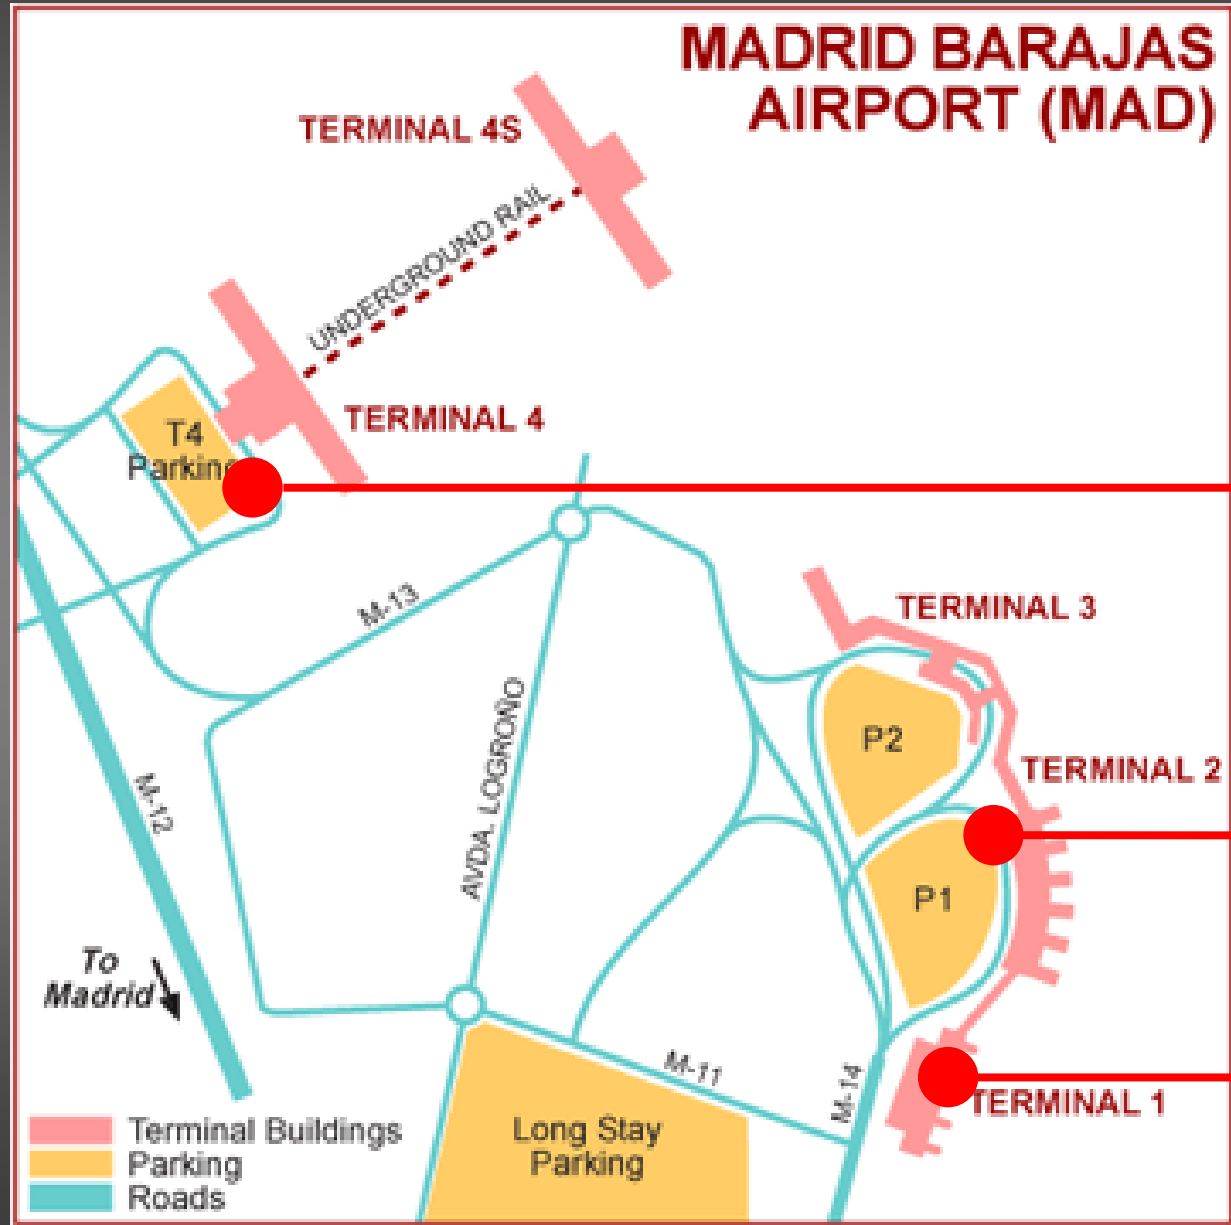 MADRID BARAJAS
AIRPORT (MAD)
TERMINAL 4S
UNDERGROUND RAIL
TERMINAL 4
T4
Parking
M-13
TERMINAL 3
AVDA. LOGROÑO
P2
TERMINAL 2
M-12
P1
To
Madrid
M-11
M-14
TERMINAL 1
Terminal Buildings
Parking
Roads
Long Stay
Parking